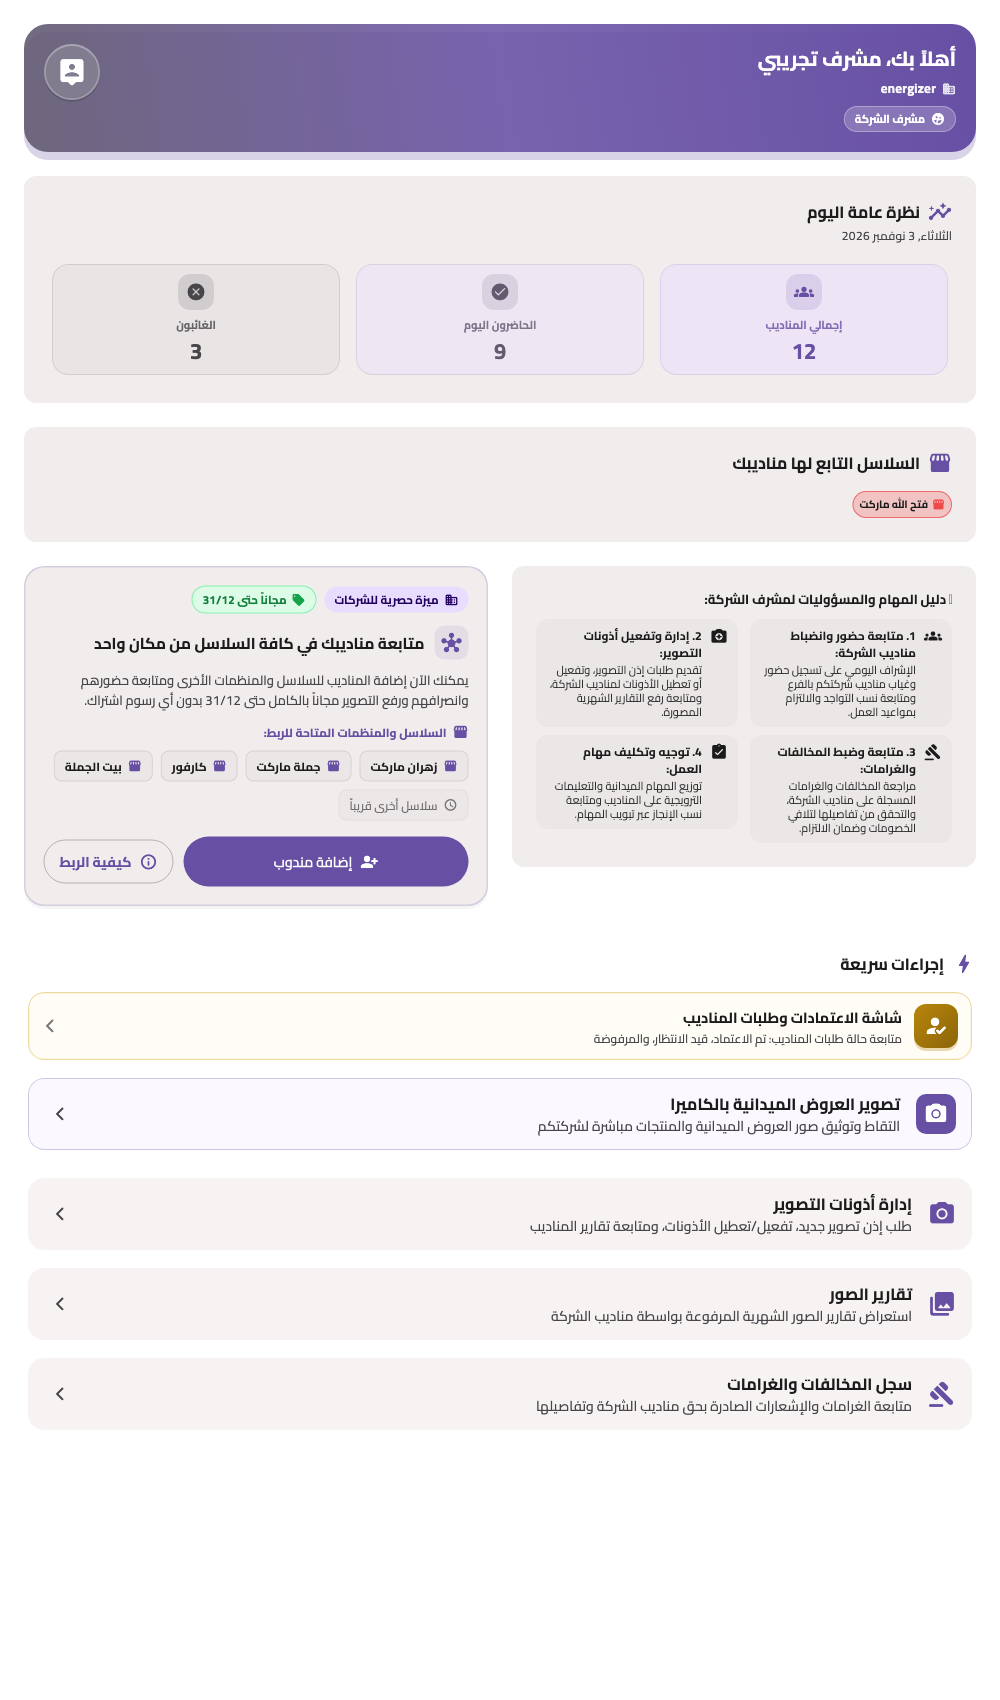 أهلاً بك، مشرف تجريبي
energizer
مشرف الشركة
نظرة عامة اليوم
الثلاثاء, 3 نوفمبر 2026
إجمالي المناديب
12
الحاضرون اليوم
9
الغائبون
3
السلاسل التابع لها مناديبك
فتح الله ماركت
دليل المهام والمسؤوليات لمشرف الشركة:
1. متابعة حضور وانضباط
مناديب الشركة:
الإشراف اليومي على تسجيل حضور
وغياب مناديب شركتكم بالفرع
ومتابعة نسب التواجد والالتزام
بمواعيد العمل.
2. إدارة وتفعيل أذونات
التصوير:
تقديم طلبات إذن التصوير، وتفعيل
أو تعطيل الأذونات لمناديب الشركة،
ومتابعة رفع التقارير الشهرية
المصورة.
3. متابعة وضبط المخالفات
والغرامات:
مراجعة المخالفات والغرامات
المسجلة على مناديب الشركة،
والتحقق من تفاصيلها لتلافي
الخصومات وضمان الالتزام.
4. توجيه وتكليف مهام
العمل:
توزيع المهام الميدانية والتعليمات
الترويجية على المناديب ومتابعة
نسب الإنجاز عبر تبويب المهام.
ميزة حصرية للشركات
مجاناً حتى 31/12
متابعة مناديبك في كافة السلاسل من مكان واحد
يمكنك الآن إضافة المناديب للسلاسل والمنظمات الأخرى ومتابعة حضورهم
وانصرافهم ورفع التصوير مجاناً بالكامل حتى 31/12 بدون أي رسوم اشتراك.
السلاسل والمنظمات المتاحة للربط:
زهران ماركت
جملة ماركت
كارفور
بيت الجملة
سلاسل أخرى قريباً
إضافة مندوب
كيفية الربط
إجراءات سريعة
شاشة الاعتمادات وطلبات المناديب
متابعة حالة طلبات المناديب: تم الاعتماد، قيد الانتظار، والمرفوضة
تصوير العروض الميدانية بالكاميرا
التقاط وتوثيق صور العروض الميدانية والمنتجات مباشرة لشركتكم
إدارة أذونات التصوير
طلب إذن تصوير جديد، تفعيل/تعطيل الأذونات، ومتابعة تقارير المناديب
تقارير الصور
استعراض تقارير الصور الشهرية المرفوعة بواسطة مناديب الشركة
سجل المخالفات والغرامات
متابعة الغرامات والإشعارات الصادرة بحق مناديب الشركة وتفاصيلها